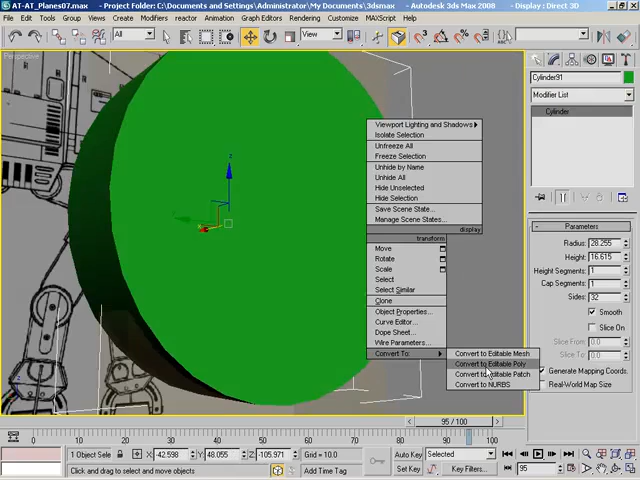 AT-AT_Planes07.max - Project Folder: C:\Documents and Settings\Administrator\My Documents\3dsmax - Autodesk 3ds Max 2008 - Display : Direct 3D
File Edit Tools Group Views Create Modifiers reactor Animation Graph Editors Rendering Customize MAXScript Help
All
View
3
Perspective
Cylinder91
Modifier List
Cylinder
Viewport Lighting and Shadows
Isolate Selection
Unfreeze All
Freeze Selection
Unhide by Name
Unhide All
Hide Unselected
Hide Selection
Save Scene State...
Manage Scene States...
display
transform
Move
Rotate
Scale
Select
Select Similar
Clone
Object Properties...
Curve Editor...
Dope Sheet...
Wire Parameters...
Convert To:
Convert to Editable Mesh
Convert to Editable Poly
Convert to Editable Patch
Convert to NURBS
z
Parameters
Radius: 28.255
Height: 16.615
Height Segments: 1
Cap Segments: 1
Sides: 32
Smooth
Slice On
Slice From: 0.0
Slice To: 0.0
Generate Mapping Coords.
Real-World Map Size
95 / 100
0 10 20 30 40 50 60 70 80 90 100
1 Object Sele
X: -42.598
Y: 48.055
Z: -105.971
Grid = 10.0
Auto Key
Selected
Click and drag to select and move objects
Add Time Tag
Set Key
Key Filters...
95